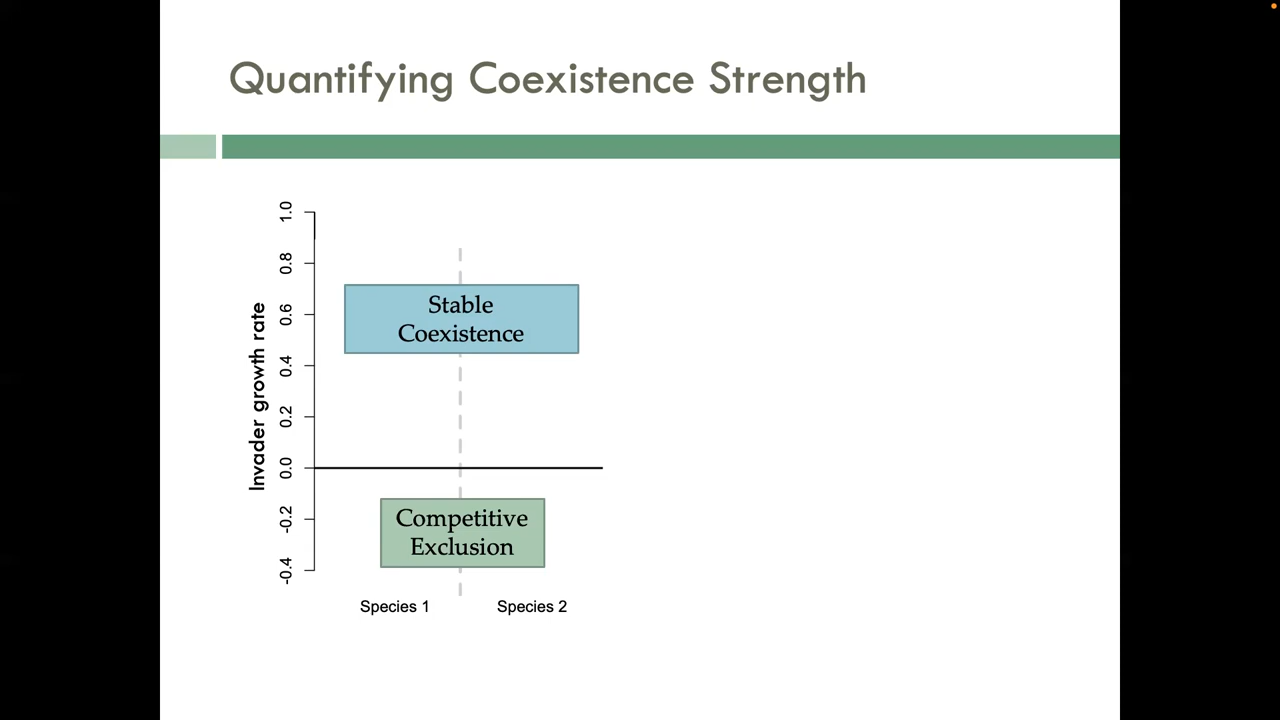 Quantifying Coexistence Strength
Invader growth rate
1.0
0.8
0.6
0.4
0.2
0.0
-0.2
-0.4
Stable
Coexistence
Competitive
Exclusion
Species 1
Species 2